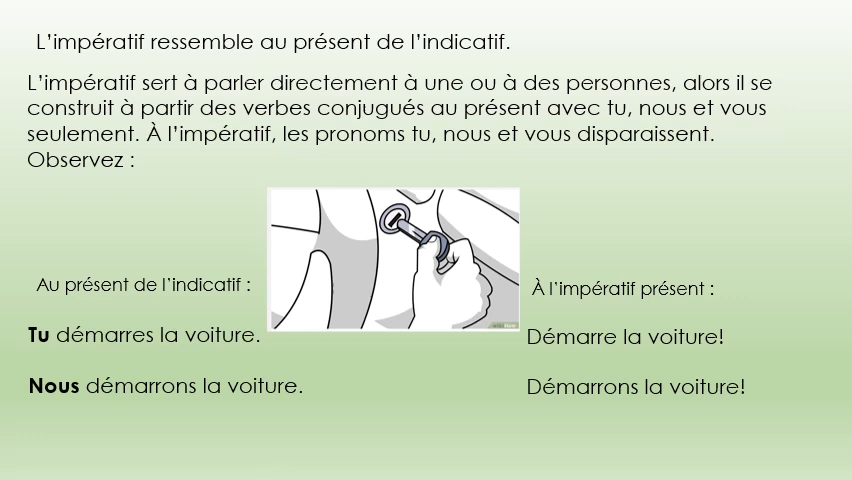 L’impératif ressemble au présent de l’indicatif.
L’impératif sert à parler directement à une ou à des personnes, alors il se
construit à partir des verbes conjugués au présent avec tu, nous et vous
seulement. À l’impératif, les pronoms tu, nous et vous disparaissent.
Observez :
Au présent de l’indicatif :
À l’impératif présent :
Tu démarres la voiture.
Démarre la voiture!
Nous démarrons la voiture.
Démarrons la voiture!
wikiHow